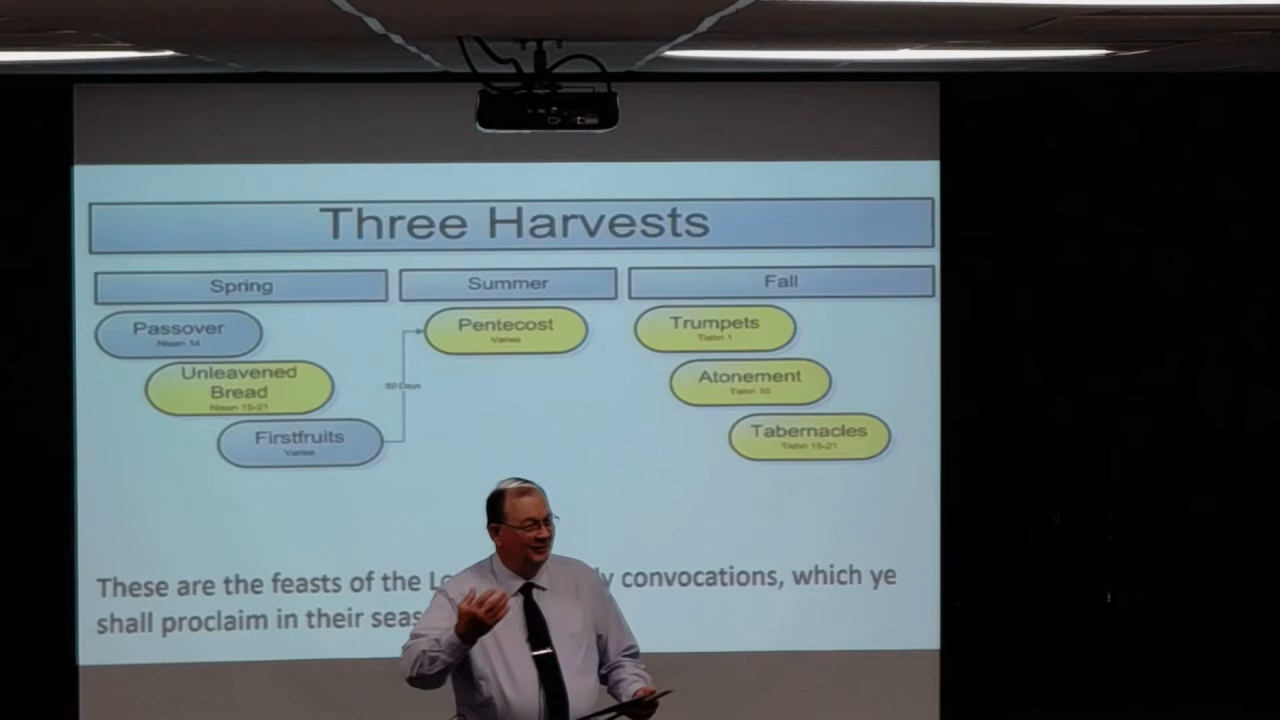 Three Harvests
Spring
Summer
Fall
Passover
Nisan 14
Unleavened
Bread
Nisan 15-21
Firstfruits
Varies
50 Days
Pentecost
Varies
Trumpets
Tishri 1
Atonement
Tishri 10
Tabernacles
Tishri 15-21
These are the feasts of the convocations, which ye
shall proclaim in their